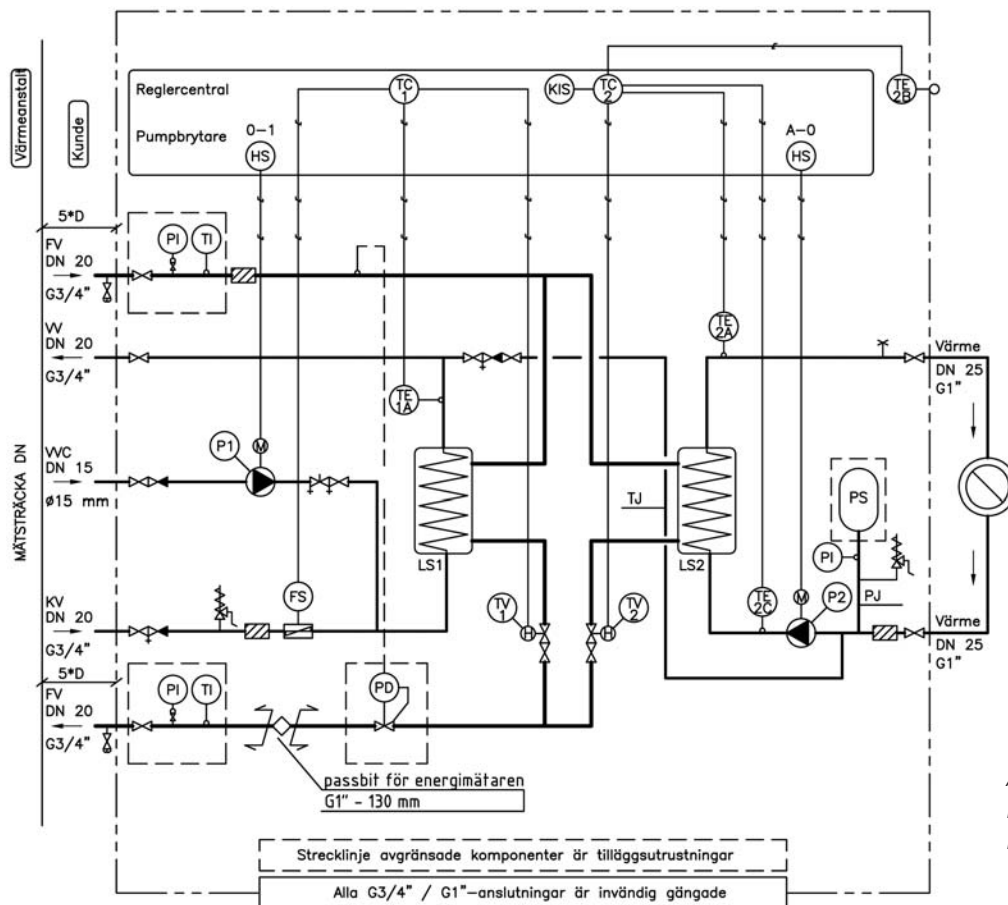 Värmeanstalt
Kunde
MÄTSTRÄCKA DN
Reglercentral
Pumpbrytare
TC
1
KIS
TC
2
TE
2B
0-1
HS
A-0
HS
5*D
FV
DN 20
G3/4"
PI
TI
VV
DN 20
G3/4"
TE
1A
TE
2A
Värme
DN 25
G1"
VVC
DN 15
ø15 mm
P1
M
LS1
TJ
LS2
PS
PI
PJ
KV
DN 20
G3/4"
FS
TV
1
H
TV
2
H
TE
2C
M
P2
Värme
DN 25
G1"
5*D
FV
DN 20
G3/4"
PI
TI
PD
passbit för energimätaren
G1" - 130 mm
Strecklinje avgränsade komponenter är tilläggsutrustningar
Alla G3/4" / G1"-anslutningar är invändig gängade